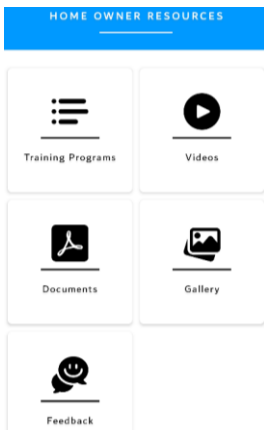 HOME OWNER RESOURCES
Training Programs
Videos
Documents
Gallery
Feedback